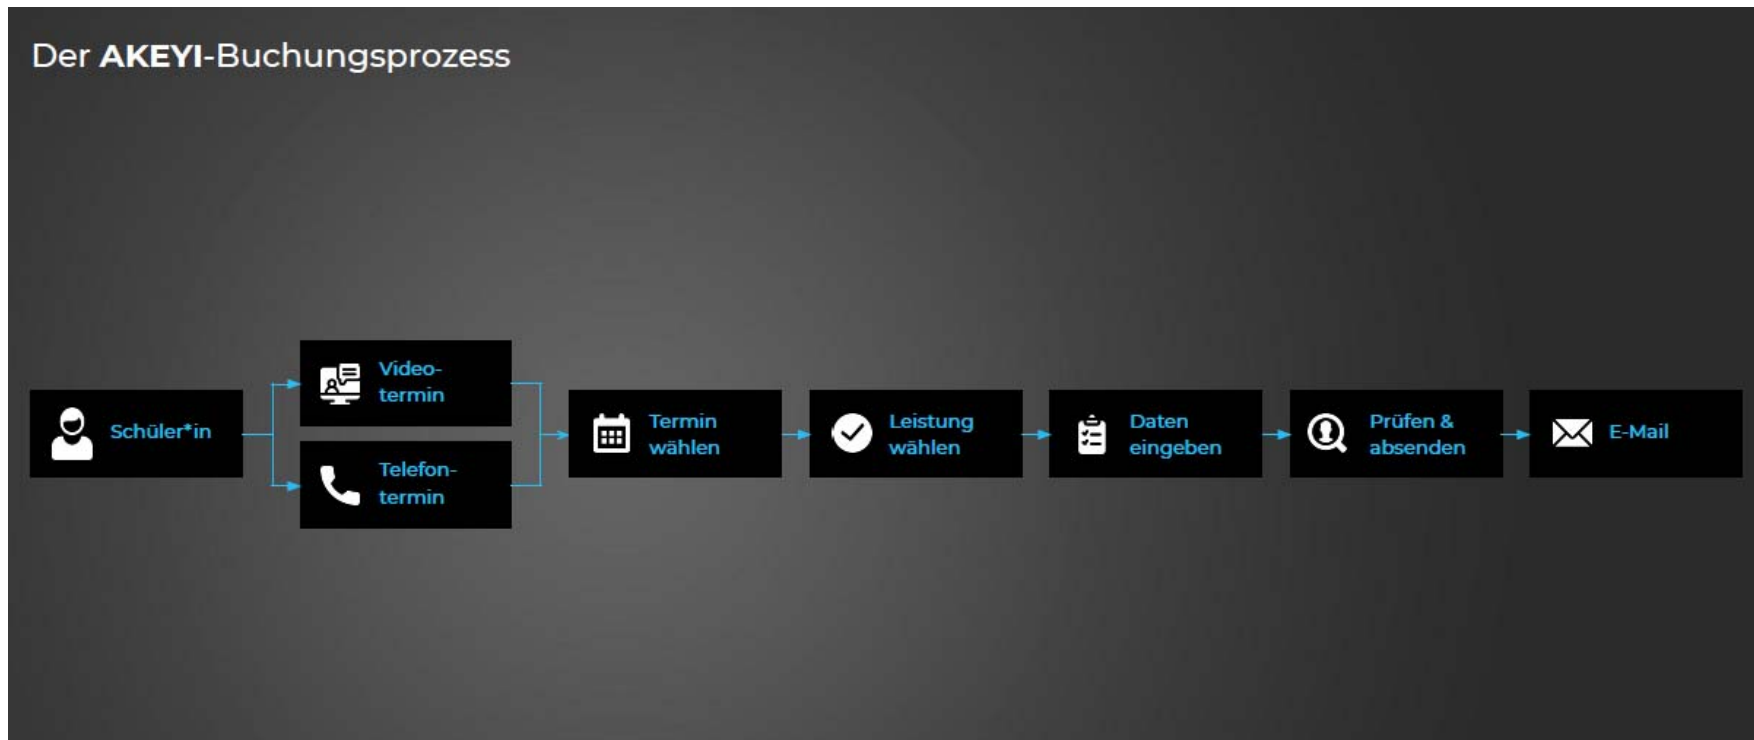 Der AKEYI-Buchungsprozess
Schüler*in
Video-
termin
Telefon-
termin
Termin
wählen
Leistung
wählen
Daten
eingeben
Prüfen &
absenden
E-Mail